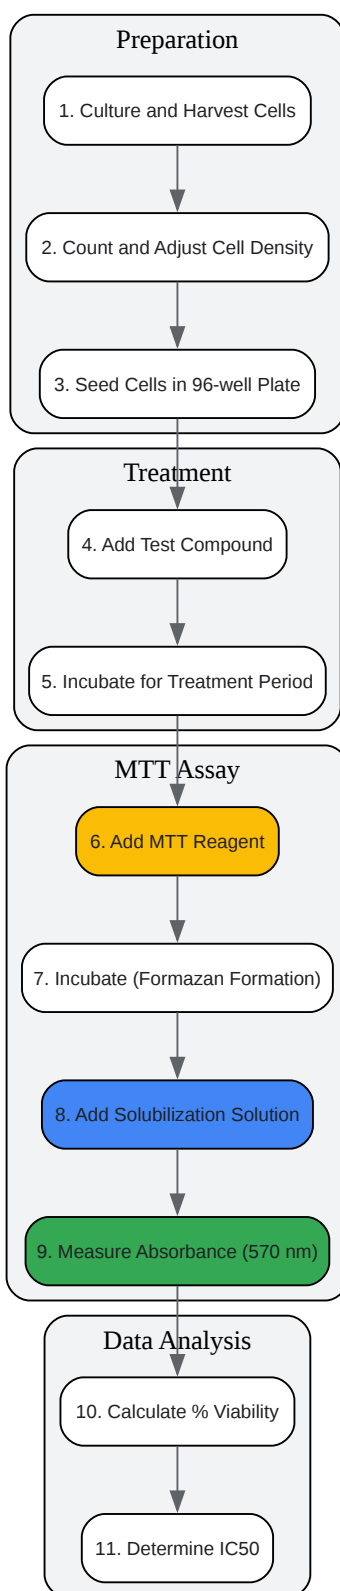 Preparation
1. Culture and Harvest Cells
2. Count and Adjust Cell Density
3. Seed Cells in 96-well Plate
Treatment
4. Add Test Compound
5. Incubate for Treatment Period
MTT Assay
6. Add MTT Reagent
7. Incubate (Formazan Formation)
8. Add Solubilization Solution
9. Measure Absorbance (570 nm)
Data Analysis
10. Calculate % Viability
11. Determine IC50